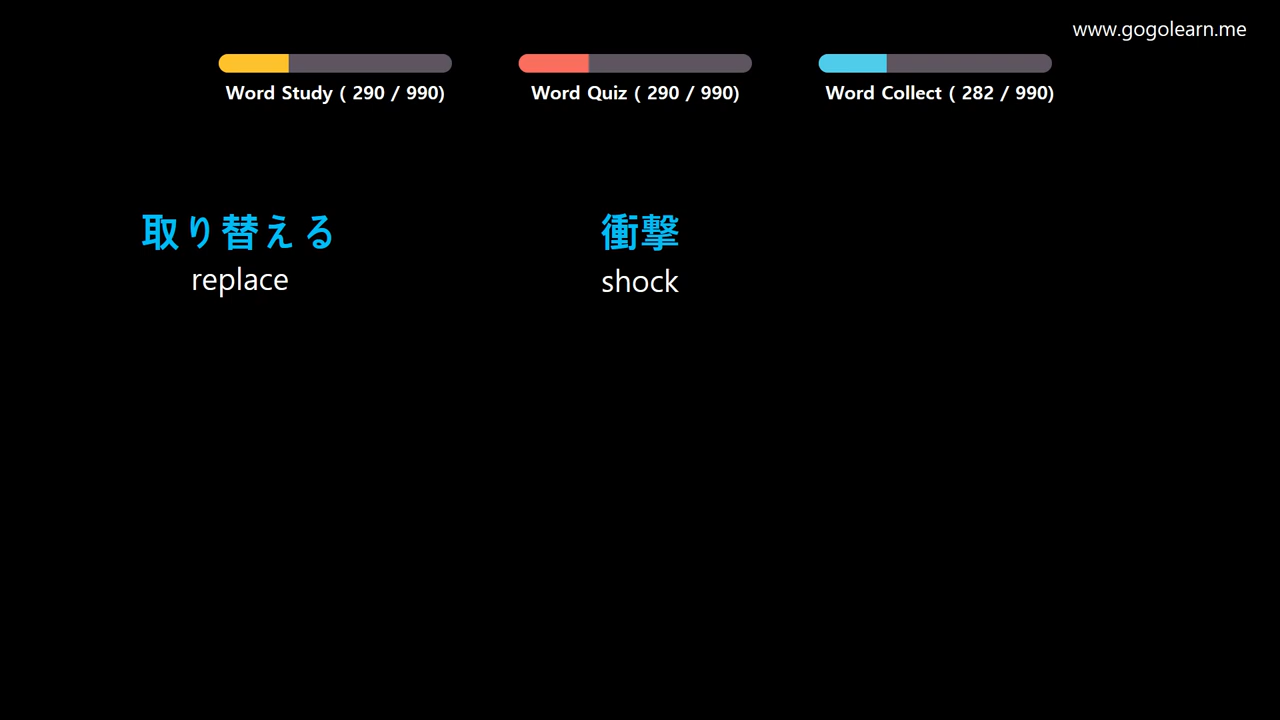 www.gogolearn.me
Word Study ( 290 / 990)
Word Quiz ( 290 / 990)
Word Collect ( 282 / 990)
取り替える
replace
衝撃
shock